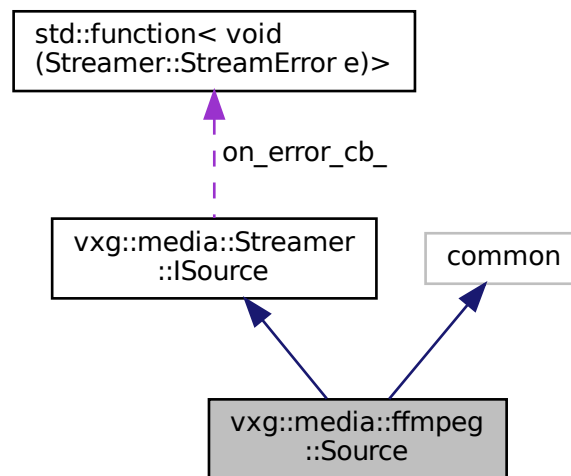 std::function< void
(Streamer::StreamError e)>
on_error_cb_
vxg::media::Streamer
::ISource
common
vxg::media::ffmpeg
::Source